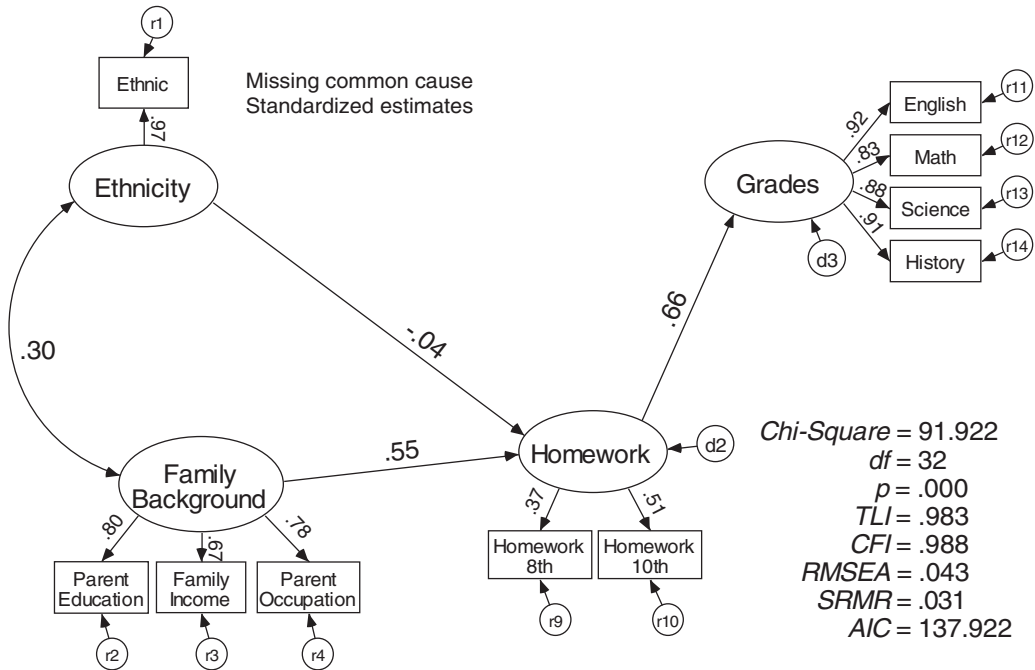 r1
Ethnic
Missing common cause
Standardized estimates
.97
Ethnicity
r11
English
.92
r12
Math
.83
Grades
r13
Science
.88
r14
History
.91
d3
.30
-.04
.66
Homework
d2
.55
Family
Background
.37
.51
Homework
8th
Homework
10th
r9
r10
.80
.67
.78
Parent
Education
Family
Income
Parent
Occupation
r2
r3
r4
Chi-Square = 91.922
df = 32
p = .000
TLI = .983
CFI = .988
RMSEA = .043
SRMR = .031
AIC = 137.922